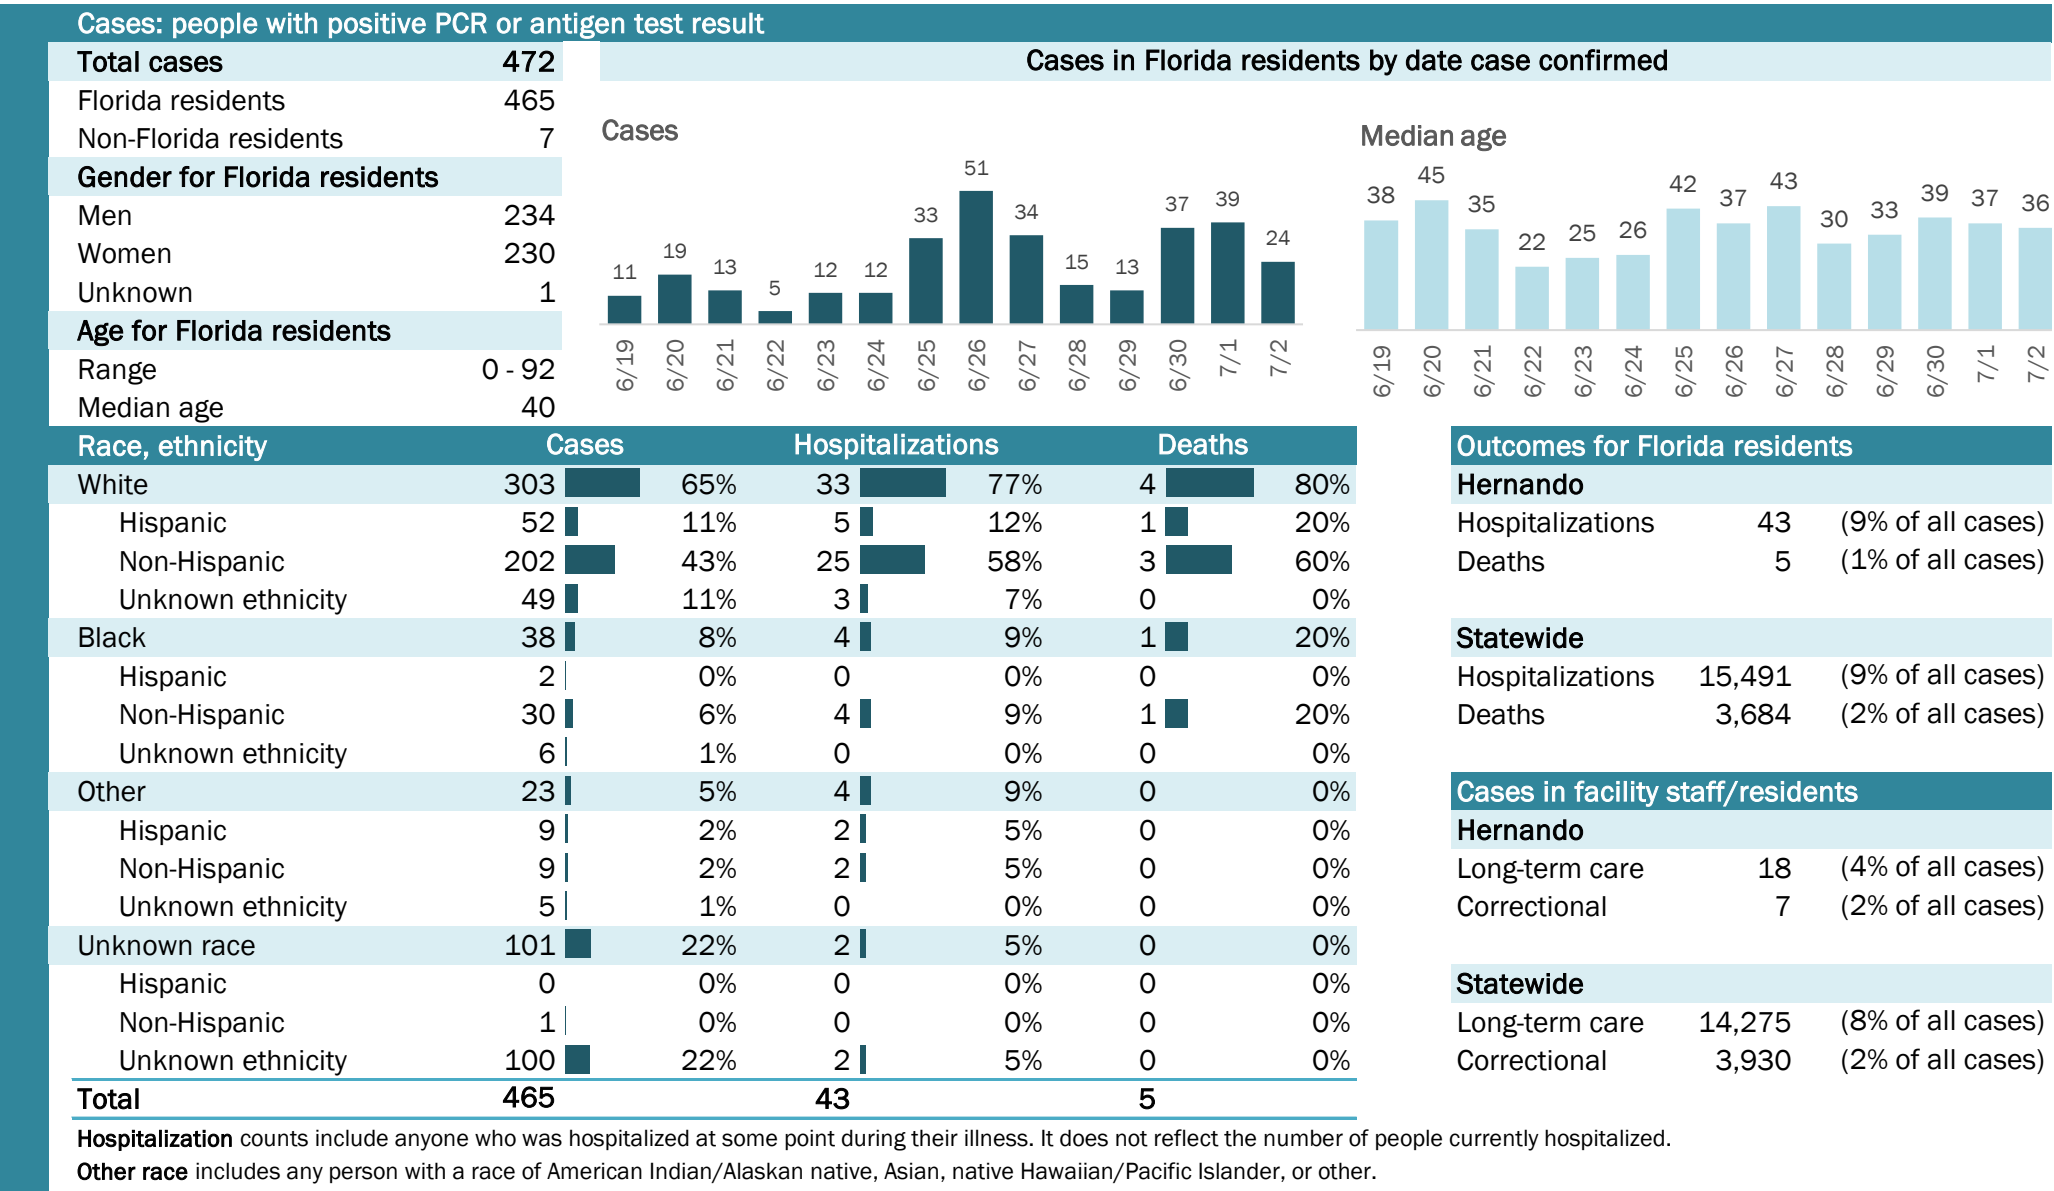 Cases: people with positive PCR or antigen test result
Total cases 472
Florida residents 465
Non-Florida residents 7
Gender for Florida residents
Men 234
Women 230
Unknown 1
Age for Florida residents
Range 0 - 92
Median age 40
Cases in Florida residents by date case confirmed
Cases
11 19 13 5 12 12 33 51 34 15 13 37 39 24
6/19 6/20 6/21 6/22 6/23 6/24 6/25 6/26 6/27 6/28 6/29 6/30 7/1 7/2
Median age
38 45 35 22 25 26 42 37 43 30 33 39 37 36
6/19 6/20 6/21 6/22 6/23 6/24 6/25 6/26 6/27 6/28 6/29 6/30 7/1 7/2
Race, ethnicity Cases Hospitalizations Deaths
White 303 65% 33 77% 4 80%
Hispanic 52 11% 5 12% 1 20%
Non-Hispanic 202 43% 25 58% 3 60%
Unknown ethnicity 49 11% 3 7% 0 0%
Black 38 8% 4 9% 1 20%
Hispanic 2 0% 0 0% 0 0%
Non-Hispanic 30 6% 4 9% 1 20%
Unknown ethnicity 6 1% 0 0% 0 0%
Other 23 5% 4 9% 0 0%
Hispanic 9 2% 2 5% 0 0%
Non-Hispanic 9 2% 2 5% 0 0%
Unknown ethnicity 5 1% 0 0% 0 0%
Unknown race 101 22% 2 5% 0 0%
Hispanic 0 0% 0 0% 0 0%
Non-Hispanic 1 0% 0 0% 0 0%
Unknown ethnicity 100 22% 2 5% 0 0%
Total 465 43 5
Outcomes for Florida residents
Hernando
Hospitalizations 43 (9% of all cases)
Deaths 5 (1% of all cases)
Statewide
Hospitalizations 15,491 (9% of all cases)
Deaths 3,684 (2% of all cases)
Cases in facility staff/residents
Hernando
Long-term care 18 (4% of all cases)
Correctional 7 (2% of all cases)
Statewide
Long-term care 14,275 (8% of all cases)
Correctional 3,930 (2% of all cases)
Hospitalization counts include anyone who was hospitalized at some point during their illness. It does not reflect the number of people currently hospitalized.
Other race includes any person with a race of American Indian/Alaskan native, Asian, native Hawaiian/Pacific Islander, or other.